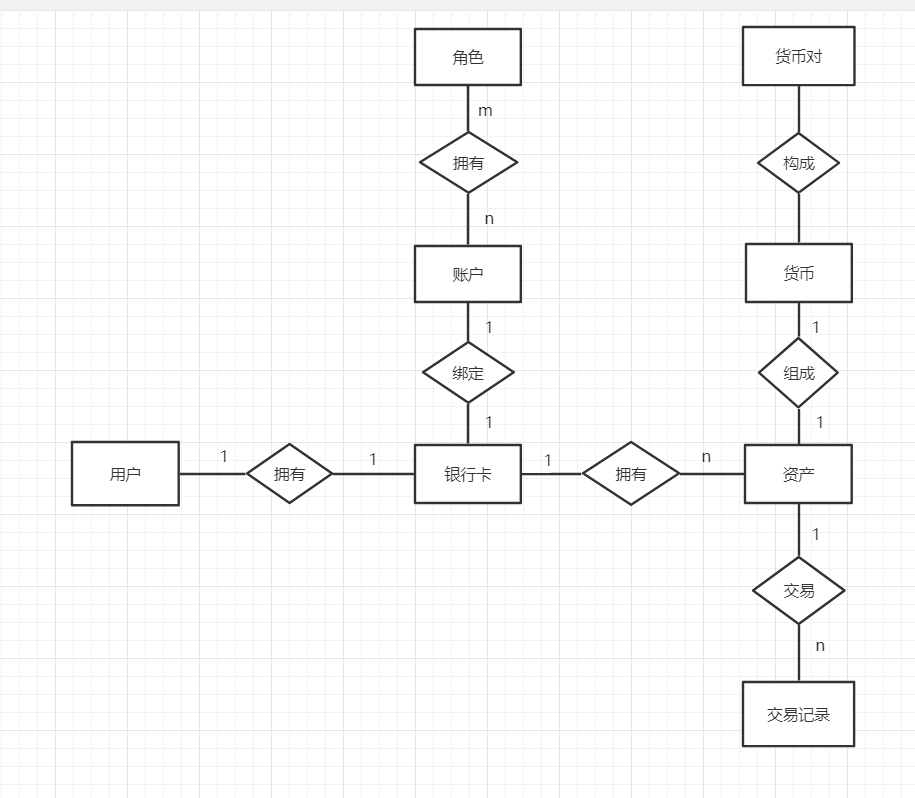 角色
货币对
m
拥有
构成
n
账户
货币
1
1
绑定
组成
1
1
用户
1
拥有
1
银行卡
1
拥有
n
资产
1
交易
n
交易记录